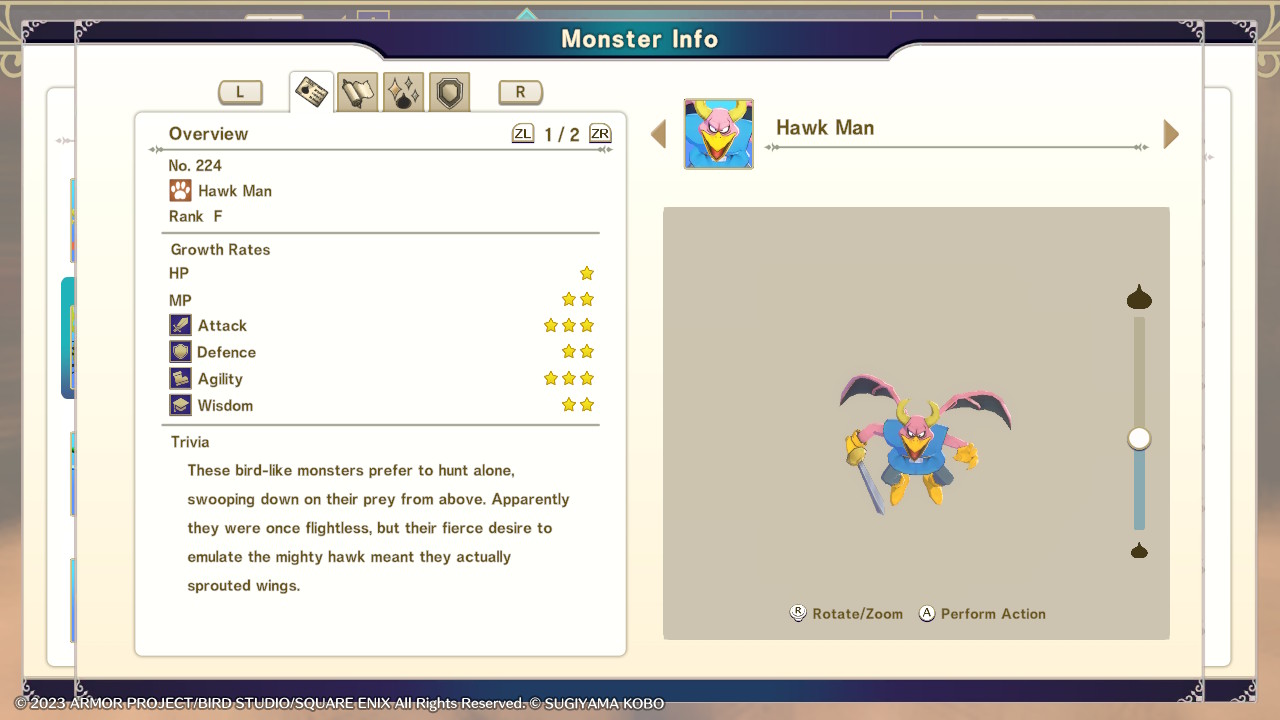 Monster Info
L
R
Overview
ZL 1 / 2 ZR
No. 224
Hawk Man
Rank F
Growth Rates
HP
MP
Attack
Defence
Agility
Wisdom
Trivia
These bird-like monsters prefer to hunt alone,
swooping down on their prey from above. Apparently
they were once flightless, but their fierce desire to
emulate the mighty hawk meant they actually
sprouted wings.
Hawk Man
R Rotate/Zoom A Perform Action
© 2023 ARMOR PROJECT/BIRD STUDIO/SQUARE ENIX All Rights Reserved. © SUGIYAMA KOBO